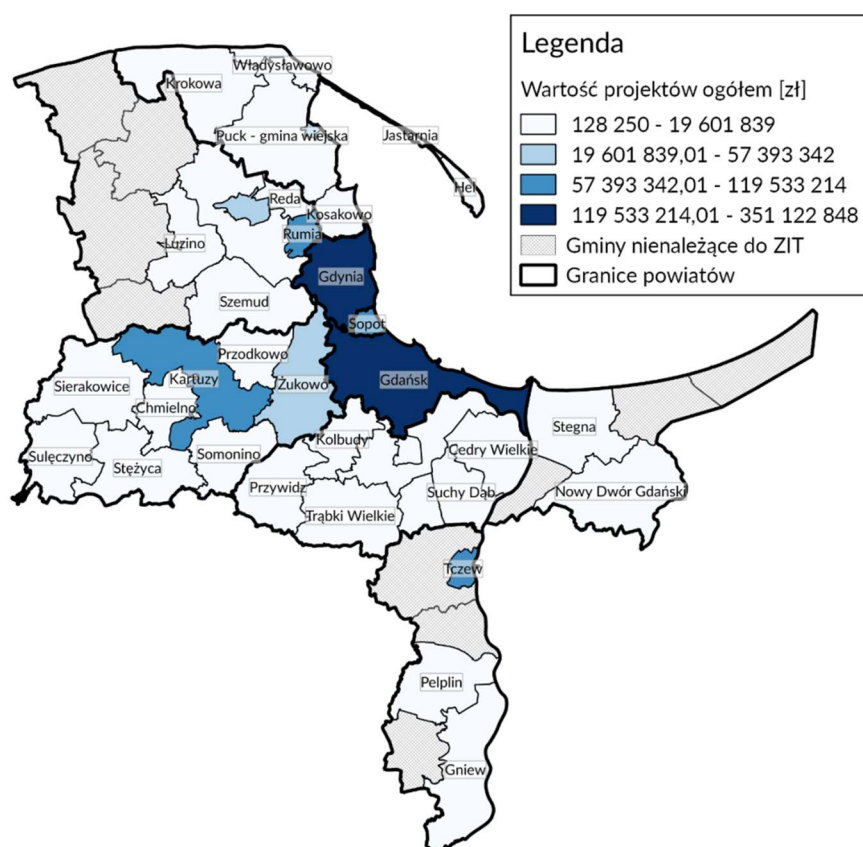 Legenda
Wartość projektów ogółem [zł]
128 250 - 19 601 839
19 601 839,01 - 57 393 342
57 393 342,01 - 119 533 214
119 533 214,01 - 351 122 848
Gminy nienależące do ZIT
Granice powiatów
Władysławowo
Krokowa
Puck - gmina wiejska
Jastarnia
Hel
Reda
Kosakowo
Rumia
Luzino
Gdynia
Szemud
Sopot
Przodkowo
Kartuzy
Żukowo
Gdańsk
Sierakowice
Chmielno
Stegna
Kolbudy
Cedry Wielkie
Sulęczyno
Stężyca
Somonino
Przywidz
Suchy Dąb
Nowy Dwór Gdański
Trąbki Wielkie
Tczew
Pelplin
Gniew